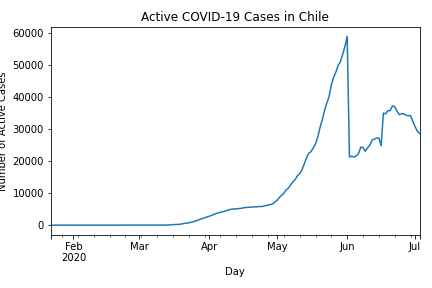 Active COVID-19 Cases in Chile
Number of Active Cases
60000
50000
40000
30000
20000
10000
0
Feb
2020
Mar
Apr
May
Jun
Jul
Day